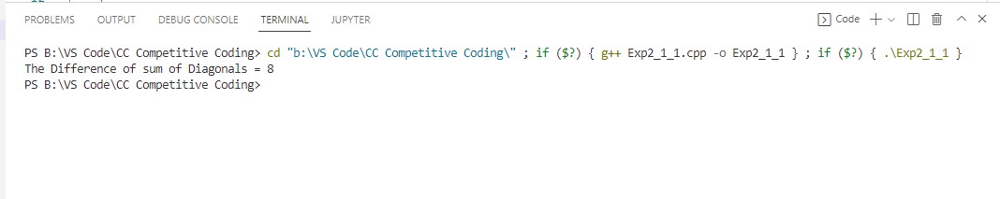 PROBLEMS OUTPUT DEBUG CONSOLE TERMINAL JUPYTER Code
PS B:\VS Code\CC Competitive Coding> cd "b:\VS Code\CC Competitive Coding\" ; if ($?) { g++ Exp2_1_1.cpp -o Exp2_1_1 } ; if ($?) { .\Exp2_1_1 }
The Difference of sum of Diagonals = 8
PS B:\VS Code\CC Competitive Coding>